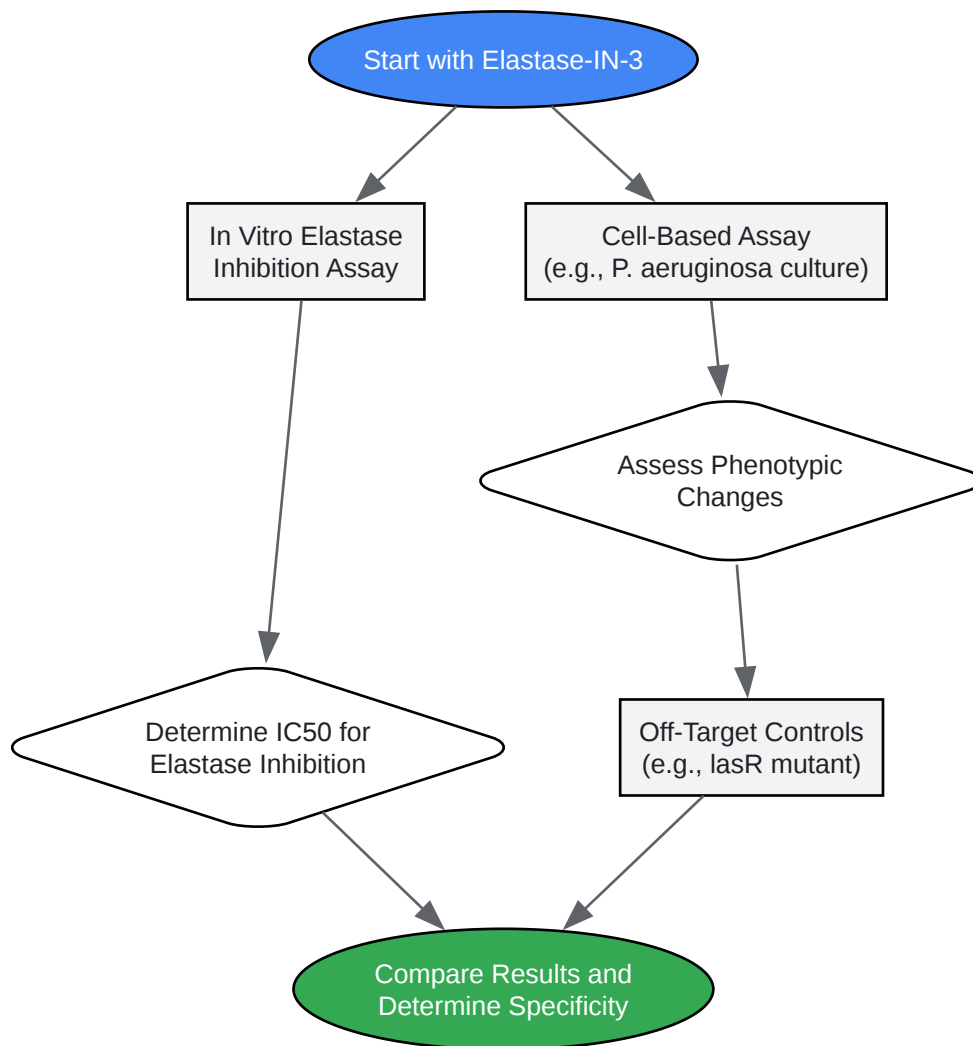 Start with Elastase-IN-3
In Vitro Elastase
Inhibition Assay
Cell-Based Assay
(e.g., P. aeruginosa culture)
Assess Phenotypic
Changes
Determine IC50 for
Elastase Inhibition
Off-Target Controls
(e.g., lasR mutant)
Compare Results and
Determine Specificity